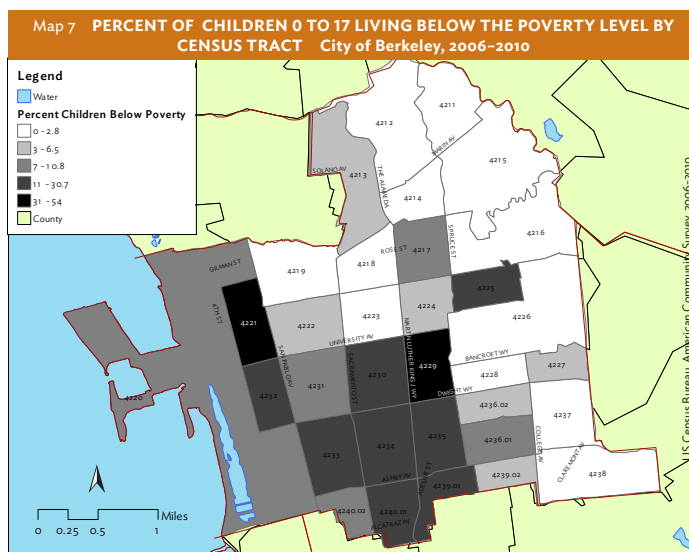 Map 7 PERCENT OF CHILDREN 0 TO 17 LIVING BELOW THE POVERTY LEVEL BY
CENSUS TRACT City of Berkeley, 2006–2010
Legend
Water
Percent Children Below Poverty
0 - 2.8
3 - 6.5
7 - 10.8
11 - 30.7
31 - 54
County
4211
4212
MARIN AV
4215
SOLANO AV
4213
THE ALAMEDA
4214
SPRUCE ST
4216
ROSE ST
4217
4218
GILMAN ST
4219
4225
4TH ST
4221
4222
4223
4224
4226
UNIVERSITY AV
MARTIN LUTHER KING J WY
SAN PABLO AV
SACRAMENTO ST
BANCROFT WY
4227
4228
4229
4230
4231
4232
DWIGHT WY
4220
4236.02
4237
4233
4234
4235
4236.01
COLLEGE AV
CLAREMONT AV
4238
ASHBY AV
ADELINE ST
4239.01
4239.02
4240.02
4240.01
ALCATRAZ AV
0 0.25 0.5 1 Miles
US Census Bureau, American Community Survey, 2006-2010